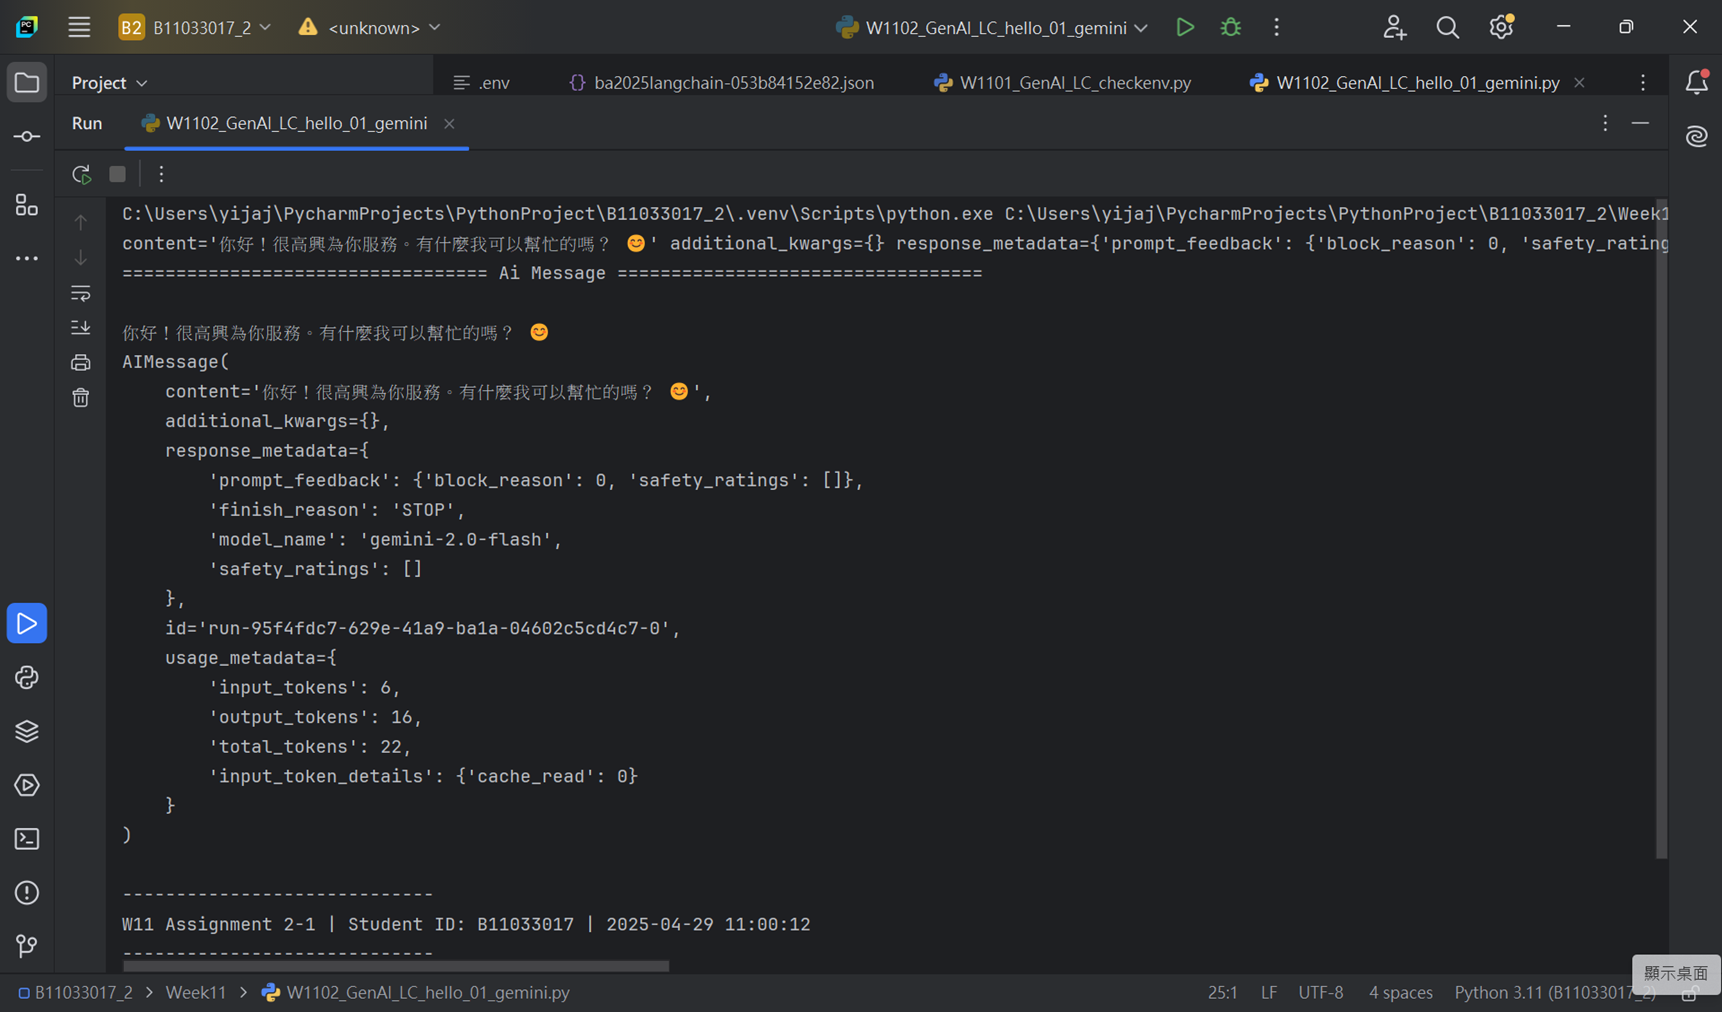 PC
B2 B11033017_2 <unknown> W1102_GenAI_LC_hello_01_gemini
Project .env {} ba2025langchain-053b84152e82.json W1101_GenAI_LC_checkenv.py W1102_GenAI_LC_hello_01_gemini.py
Run W1102_GenAI_LC_hello_01_gemini
C:\Users\yijaj\PycharmProjects\PythonProject\B11033017_2\.venv\Scripts\python.exe C:\Users\yijaj\PycharmProjects\PythonProject\B11033017_2\Week1
content='你好！很高興為你服務。有什麼我可以幫忙的嗎？ 😊' additional_kwargs={} response_metadata={'prompt_feedback': {'block_reason': 0, 'safety_rating
================================== Ai Message ==================================
你好！很高興為你服務。有什麼我可以幫忙的嗎？ 😊
AIMessage(
    content='你好！很高興為你服務。有什麼我可以幫忙的嗎？ 😊',
    additional_kwargs={},
    response_metadata={
        'prompt_feedback': {'block_reason': 0, 'safety_ratings': []},
        'finish_reason': 'STOP',
        'model_name': 'gemini-2.0-flash',
        'safety_ratings': []
    },
    id='run-95f4fdc7-629e-41a9-ba1a-04602c5cd4c7-0',
    usage_metadata={
        'input_tokens': 6,
        'output_tokens': 16,
        'total_tokens': 22,
        'input_token_details': {'cache_read': 0}
    }
)
-----------------------------
W11 Assignment 2-1 | Student ID: B11033017 | 2025-04-29 11:00:12
-----------------------------
顯示桌面
B11033017_2 > Week11 > W1102_GenAI_LC_hello_01_gemini.py 25:1 LF UTF-8 4 spaces Python 3.11 (B11033017_2)